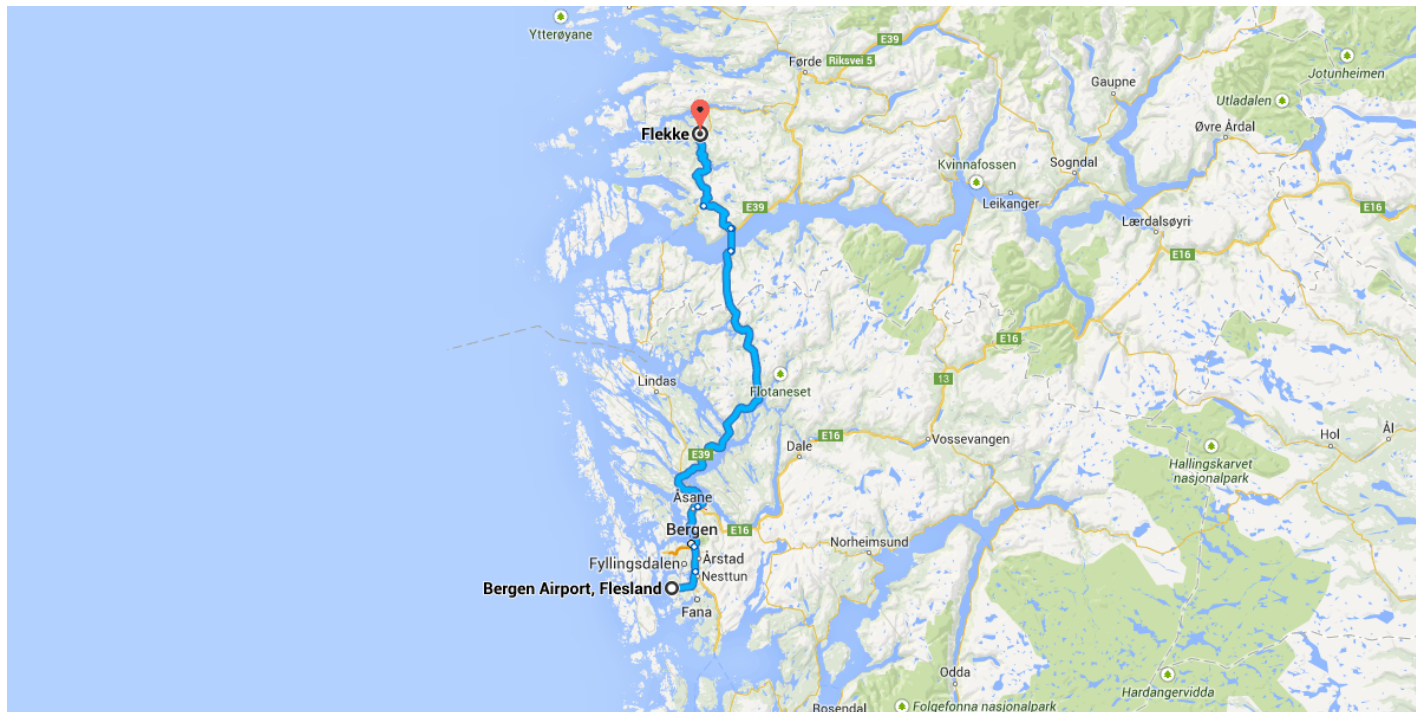 Ytterøyane
E39
Førde
Riksvei 5
Jotunheimen
Gaupne
Utladalen
Flekke
Øvre Årdal
Kvinnafossen
Sogndal
Leikanger
E39
E16
Lærdalsøyri
E16
E16
Lindas
Flotaneset
13
E16
Vossevangen
Dale
Hol
Ål
E39
Hallingskarvet
nasjonalpark
Åsane
Bergen
E16
Norheimsund
Fyllingsdalen
Årstad
Nesttun
Bergen Airport, Flesland
Fana
Odda
Hardangervidda
Rosendal
Folgefonna nasjonalpark